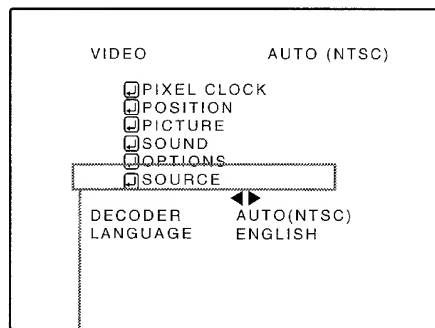 VIDEO AUTO (NTSC)
PIXEL CLOCK
POSITION
PICTURE
SOUND
OPTIONS
SOURCE
DECODER AUTO(NTSC)
LANGUAGE ENGLISH